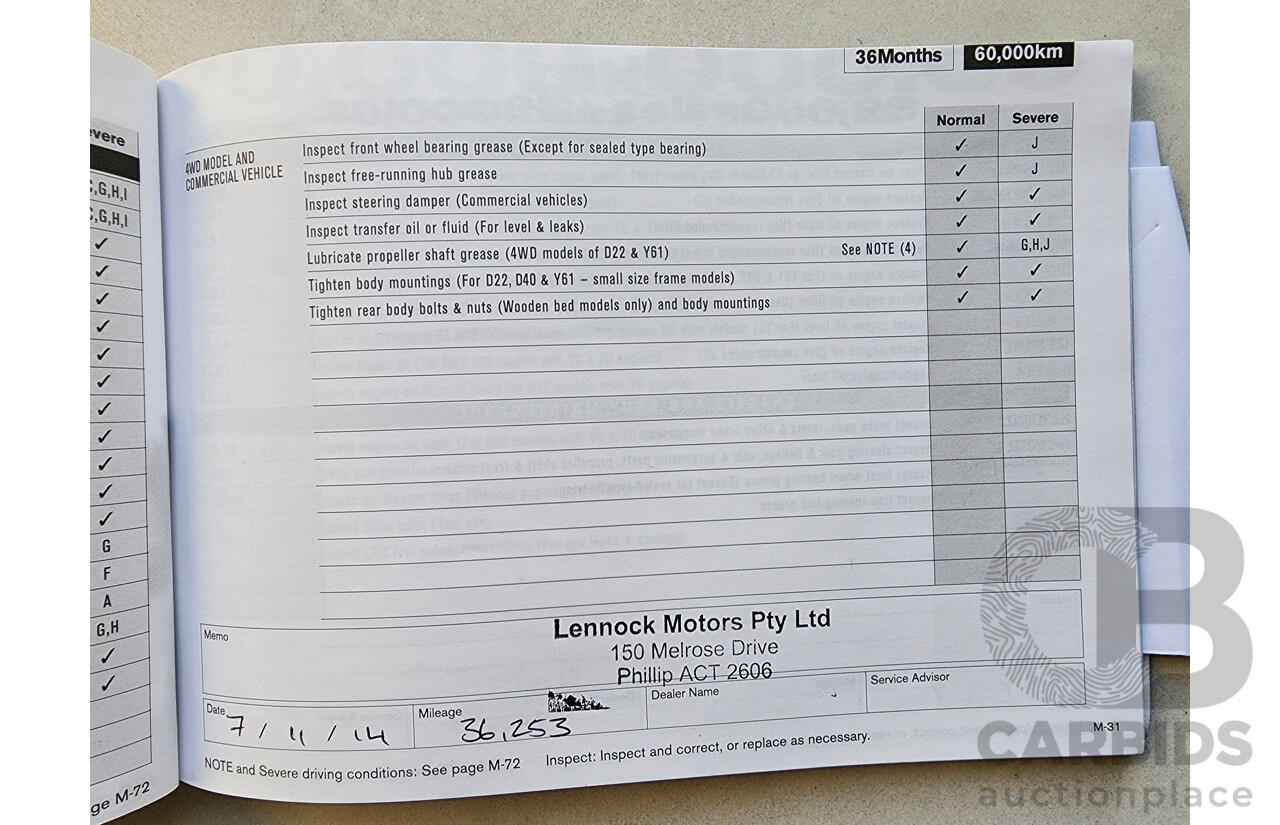 evere
C,G,H,I
C,G,H,I
✓
✓
✓
✓
✓
✓
✓
✓
✓
✓
✓
G
F
A
G,H
✓
✓
ge M-72
36Months 60,000km
Normal Severe
4WD MODEL AND
COMMERCIAL VEHICLE
Inspect front wheel bearing grease (Except for sealed type bearing) ✓ J
Inspect free-running hub grease ✓ J
Inspect steering damper (Commercial vehicles) ✓ ✓
Inspect transfer oil or fluid (For level & leaks) ✓ ✓
Lubricate propeller shaft grease (4WD models of D22 & Y61) See NOTE (4) ✓ G,H,J
Tighten body mountings (For D22, D40 & Y61 – small size frame models) ✓ ✓
Tighten rear body bolts & nuts (Wooden bed models only) and body mountings ✓ ✓
Memo
Lennock Motors Pty Ltd
150 Melrose Drive
Phillip ACT 2606
Date 7 / 11 / 14
Mileage 36,253
Dealer Name
Service Advisor
NOTE and Severe driving conditions: See page M-72 Inspect: Inspect and correct, or replace as necessary.
M-31
CARBIDS
auctionplace